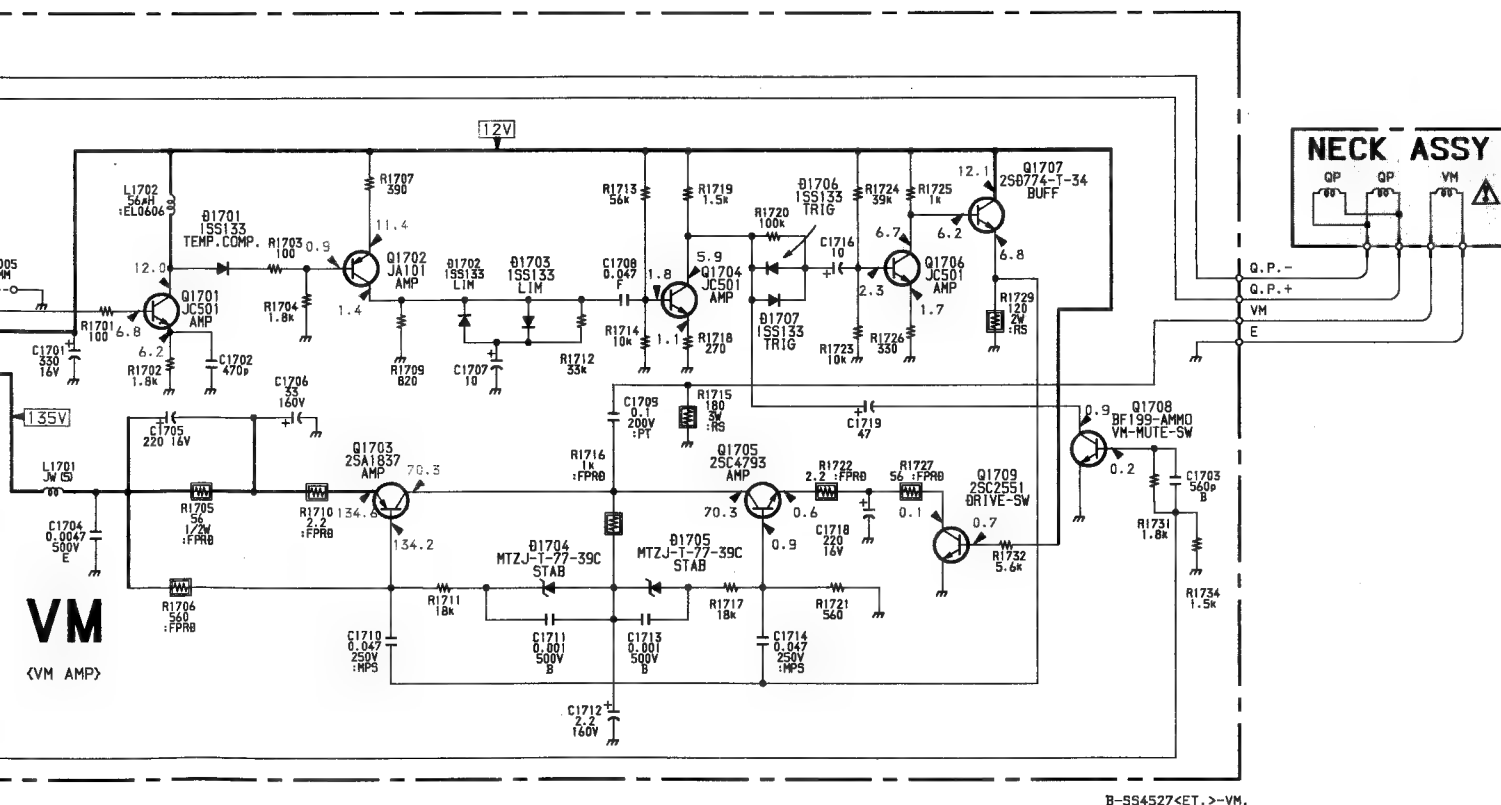 12V
NECK ASSY
QP
QP
VM
Q.P.-
Q.P.+
VM
E
L1702
56µH
:EL0606
D1701
1SS133
TEMP.COMP.
R1703
100
0.9
R1707
390
11.4
Q1702
JA101
AMP
1.4
12.0
Q1701
JC501
AMP
R1701
100
6.8
6.2
R1702
1.8k
C1702
470p
C1701
330
16V
R1704
1.8k
R1709
820
D1702
1SS133
LIM
D1703
1SS133
LIM
C1707
10
R1712
33k
C1708
0.047
F
R1713
56k
R1714
10k
1.8
5.9
Q1704
JC501
AMP
1.1
R1718
270
R1719
1.5k
R1720
100k
D1706
1SS133
TRIG
D1707
1SS133
TRIG
C1716
10
R1724
39k
R1725
1k
6.7
2.3
Q1706
JC501
AMP
1.7
R1723
10k
R1726
330
12.1
Q1707
2SD774-T-34
BUFF
6.2
6.8
R1729
120
2W
:RS
005
MM
135V
C1705
220 16V
C1706
33
160V
L1701
JW(5)
C1704
0.0047
500V
E
R1705
56
1/2W
:FPRD
R1710
2.2
:FPRD
134.6
Q1703
2SA1837
AMP
70.3
134.2
R1706
560
:FPRD
R1711
18k
D1704
MTZJ-T-77-39C
STAB
D1705
MTZJ-T-77-39C
STAB
C1709
0.1
200V
:PT
R1715
180
3W
:RS
R1716
1k
:FPRD
Q1705
2SC4793
AMP
70.3
0.6
0.9
R1722
2.2 :FPRD
R1727
56 :FPRD
C1718
220
16V
0.1
Q1709
2SC2551
DRIVE-SW
0.7
R1732
5.6k
C1719
47
0.9
Q1708
BF199-AMMO
VM-MUTE-SW
0.2
C1703
560p
B
R1731
1.8k
R1734
1.5k
C1710
0.047
250V
:MPS
C1711
0.001
500V
B
C1713
0.001
500V
B
R1717
18k
C1714
0.047
250V
:MPS
R1721
560
C1712
2.2
160V
VM
<VM AMP>
B-SS4527<ET.>-VM.